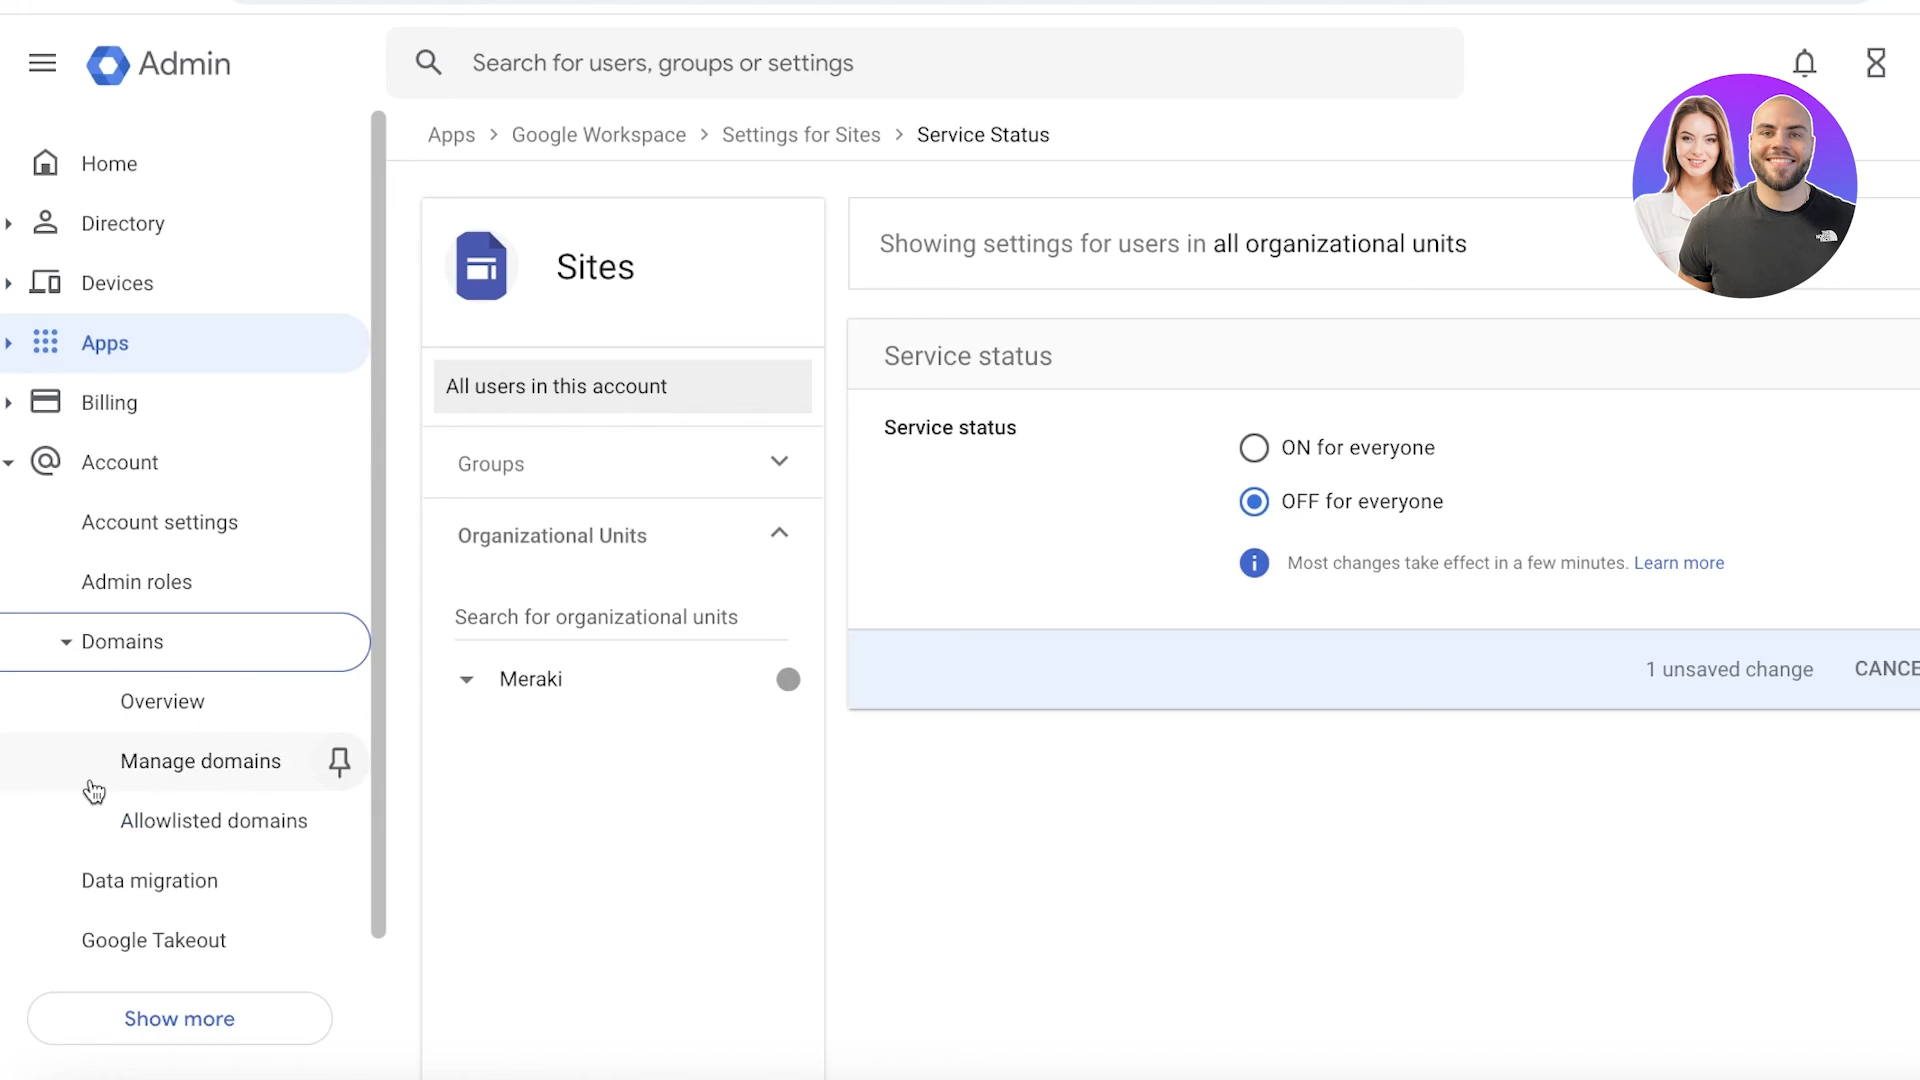 Admin
Search for users, groups or settings
Apps > Google Workspace > Settings for Sites > Service Status
Home
Directory
Devices
Apps
Billing
Account
Account settings
Admin roles
Domains
Overview
Manage domains
Allowlisted domains
Data migration
Google Takeout
Show more
Sites
All users in this account
Groups
Organizational Units
Search for organizational units
Meraki
Showing settings for users in all organizational units
Service status
Service status
ON for everyone
OFF for everyone
Most changes take effect in a few minutes. Learn more
1 unsaved change
CANCE